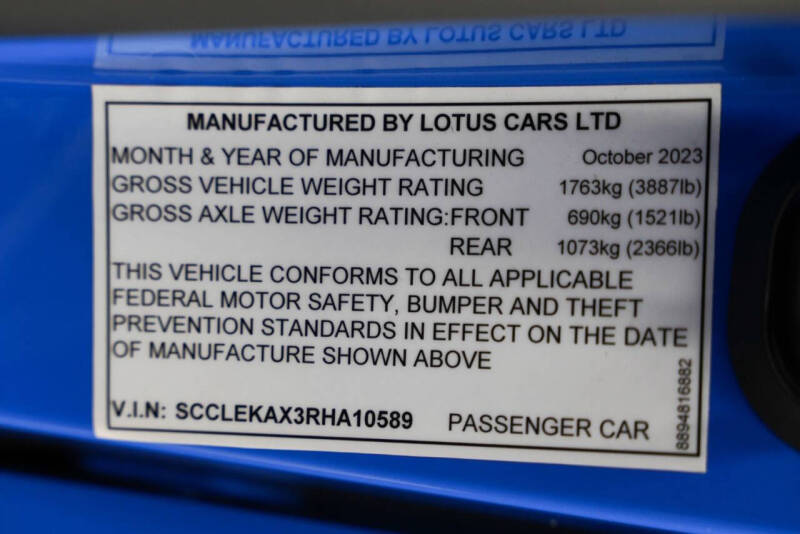 MANUFACTURED BY LOTUS CARS LTD
MANUFACTURED BY LOTUS CARS LTD
MONTH & YEAR OF MANUFACTURING October 2023
GROSS VEHICLE WEIGHT RATING 1763kg (3887lb)
GROSS AXLE WEIGHT RATING:FRONT 690kg (1521lb)
REAR 1073kg (2366lb)
THIS VEHICLE CONFORMS TO ALL APPLICABLE
FEDERAL MOTOR SAFETY, BUMPER AND THEFT
PREVENTION STANDARDS IN EFFECT ON THE DATE
OF MANUFACTURE SHOWN ABOVE
V.I.N: SCCLEKAX3RHA10589 PASSENGER CAR
8894816882